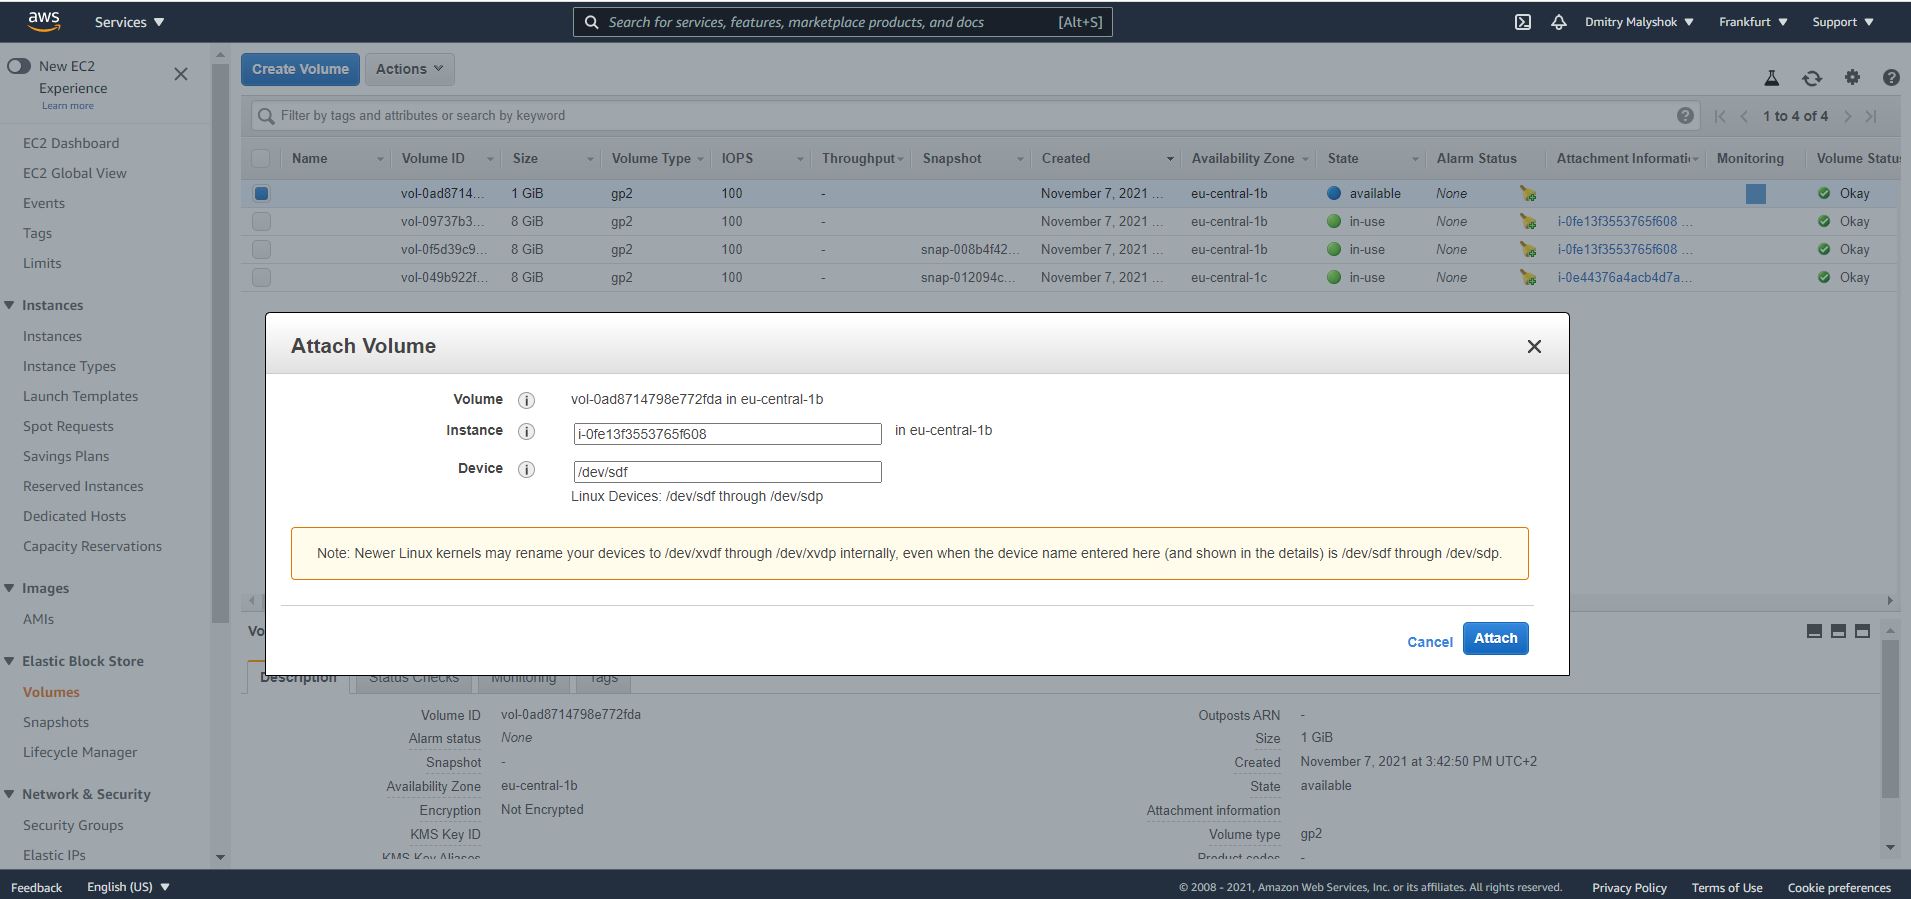 aws
Services
Search for services, features, marketplace products, and docs [Alt+S]
Dmitry Malyshok
Frankfurt
Support
New EC2 Experience
Learn more
EC2 Dashboard
EC2 Global View
Events
Tags
Limits
Instances
Instances
Instance Types
Launch Templates
Spot Requests
Savings Plans
Reserved Instances
Dedicated Hosts
Capacity Reservations
Images
AMIs
Elastic Block Store
Volumes
Snapshots
Lifecycle Manager
Network & Security
Security Groups
Elastic IPs
Create Volume
Actions
Filter by tags and attributes or search by keyword
1 to 4 of 4
Name Volume ID Size Volume Type IOPS Throughput Snapshot Created Availability Zone State Alarm Status Attachment Informati Monitoring Volume Statu
vol-0ad8714... 1 GiB gp2 100 - November 7, 2021 ... eu-central-1b available None Okay
vol-09737b3... 8 GiB gp2 100 - November 7, 2021 ... eu-central-1b in-use None i-0fe13f3553765f608 ... Okay
vol-0f5d39c9... 8 GiB gp2 100 - snap-008b4f42... November 7, 2021 ... eu-central-1b in-use None i-0fe13f3553765f608 ... Okay
vol-049b922f... 8 GiB gp2 100 - snap-012094c... November 7, 2021 ... eu-central-1c in-use None i-0e44376a4acb4d7a... Okay
Attach Volume
Volume vol-0ad8714798e772fda in eu-central-1b
Instance i-0fe13f3553765f608 in eu-central-1b
Device /dev/sdf
Linux Devices: /dev/sdf through /dev/sdp
Note: Newer Linux kernels may rename your devices to /dev/xvdf through /dev/xvdp internally, even when the device name entered here (and shown in the details) is /dev/sdf through /dev/sdp.
Cancel
Attach
Vo
Description Status Checks Monitoring Tags
Volume ID vol-0ad8714798e772fda
Alarm status None
Snapshot -
Availability Zone eu-central-1b
Encryption Not Encrypted
KMS Key ID
KMS Key Aliases
Outposts ARN -
Size 1 GiB
Created November 7, 2021 at 3:42:50 PM UTC+2
State available
Attachment information
Volume type gp2
Product codes -
Feedback
English (US)
© 2008 - 2021, Amazon Web Services, Inc. or its affiliates. All rights reserved.
Privacy Policy
Terms of Use
Cookie preferences